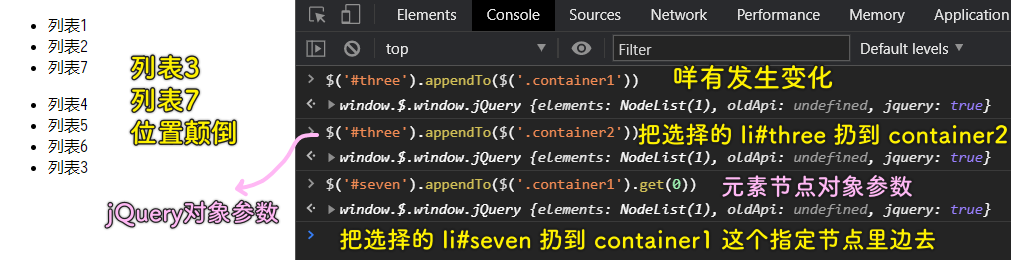 列表1
列表2
列表7
列表4
列表5
列表6
列表3
列表3
列表7
位置颠倒
jQuery对象参数
Elements Console Sources Network Performance Memory Application
top Filter Default levels
$('#three').appendTo($('.container1'))
咩有发生变化
window.$.window.jQuery {elements: NodeList(1), oldApi: undefined, jquery: true}
$('#three').appendTo($('.container2'))
把选择的 li#three 扔到 container2
window.$.window.jQuery {elements: NodeList(1), oldApi: undefined, jquery: true}
$('#seven').appendTo($('.container1').get(0))
元素节点对象参数
window.$.window.jQuery {elements: NodeList(1), oldApi: undefined, jquery: true}
把选择的 li#seven 扔到 container1 这个指定节点里边去